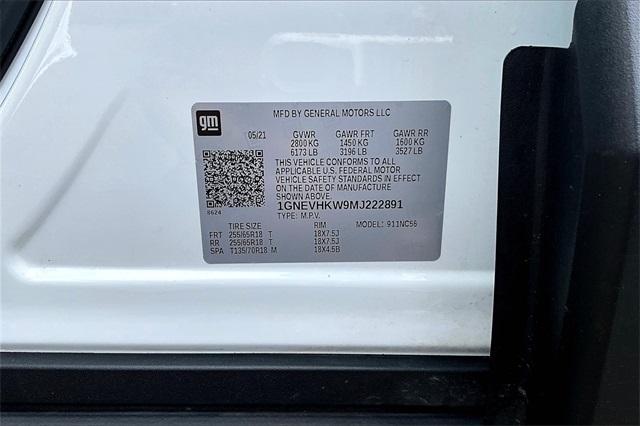 MFD BY GENERAL MOTORS LLC
gm
05/21 GVWR GAWR FRT GAWR RR
2800 KG 1450 KG 1600 KG
6173 LB 3196 LB 3527 LB
THIS VEHICLE CONFORMS TO ALL
APPLICABLE U.S. FEDERAL MOTOR
VEHICLE SAFETY STANDARDS IN EFFECT
ON THE DATE OF MANUFACTURE
SHOWN ABOVE.
1GNEVHKW9MJ222891
8624 TYPE: M.P.V.
TIRE SIZE RIM MODEL: 911NC56
FRT 255/65R18 T 18X7.5J
RR 255/65R18 T 18X7.5J
SPA T135/70R18 M 18X4.5B